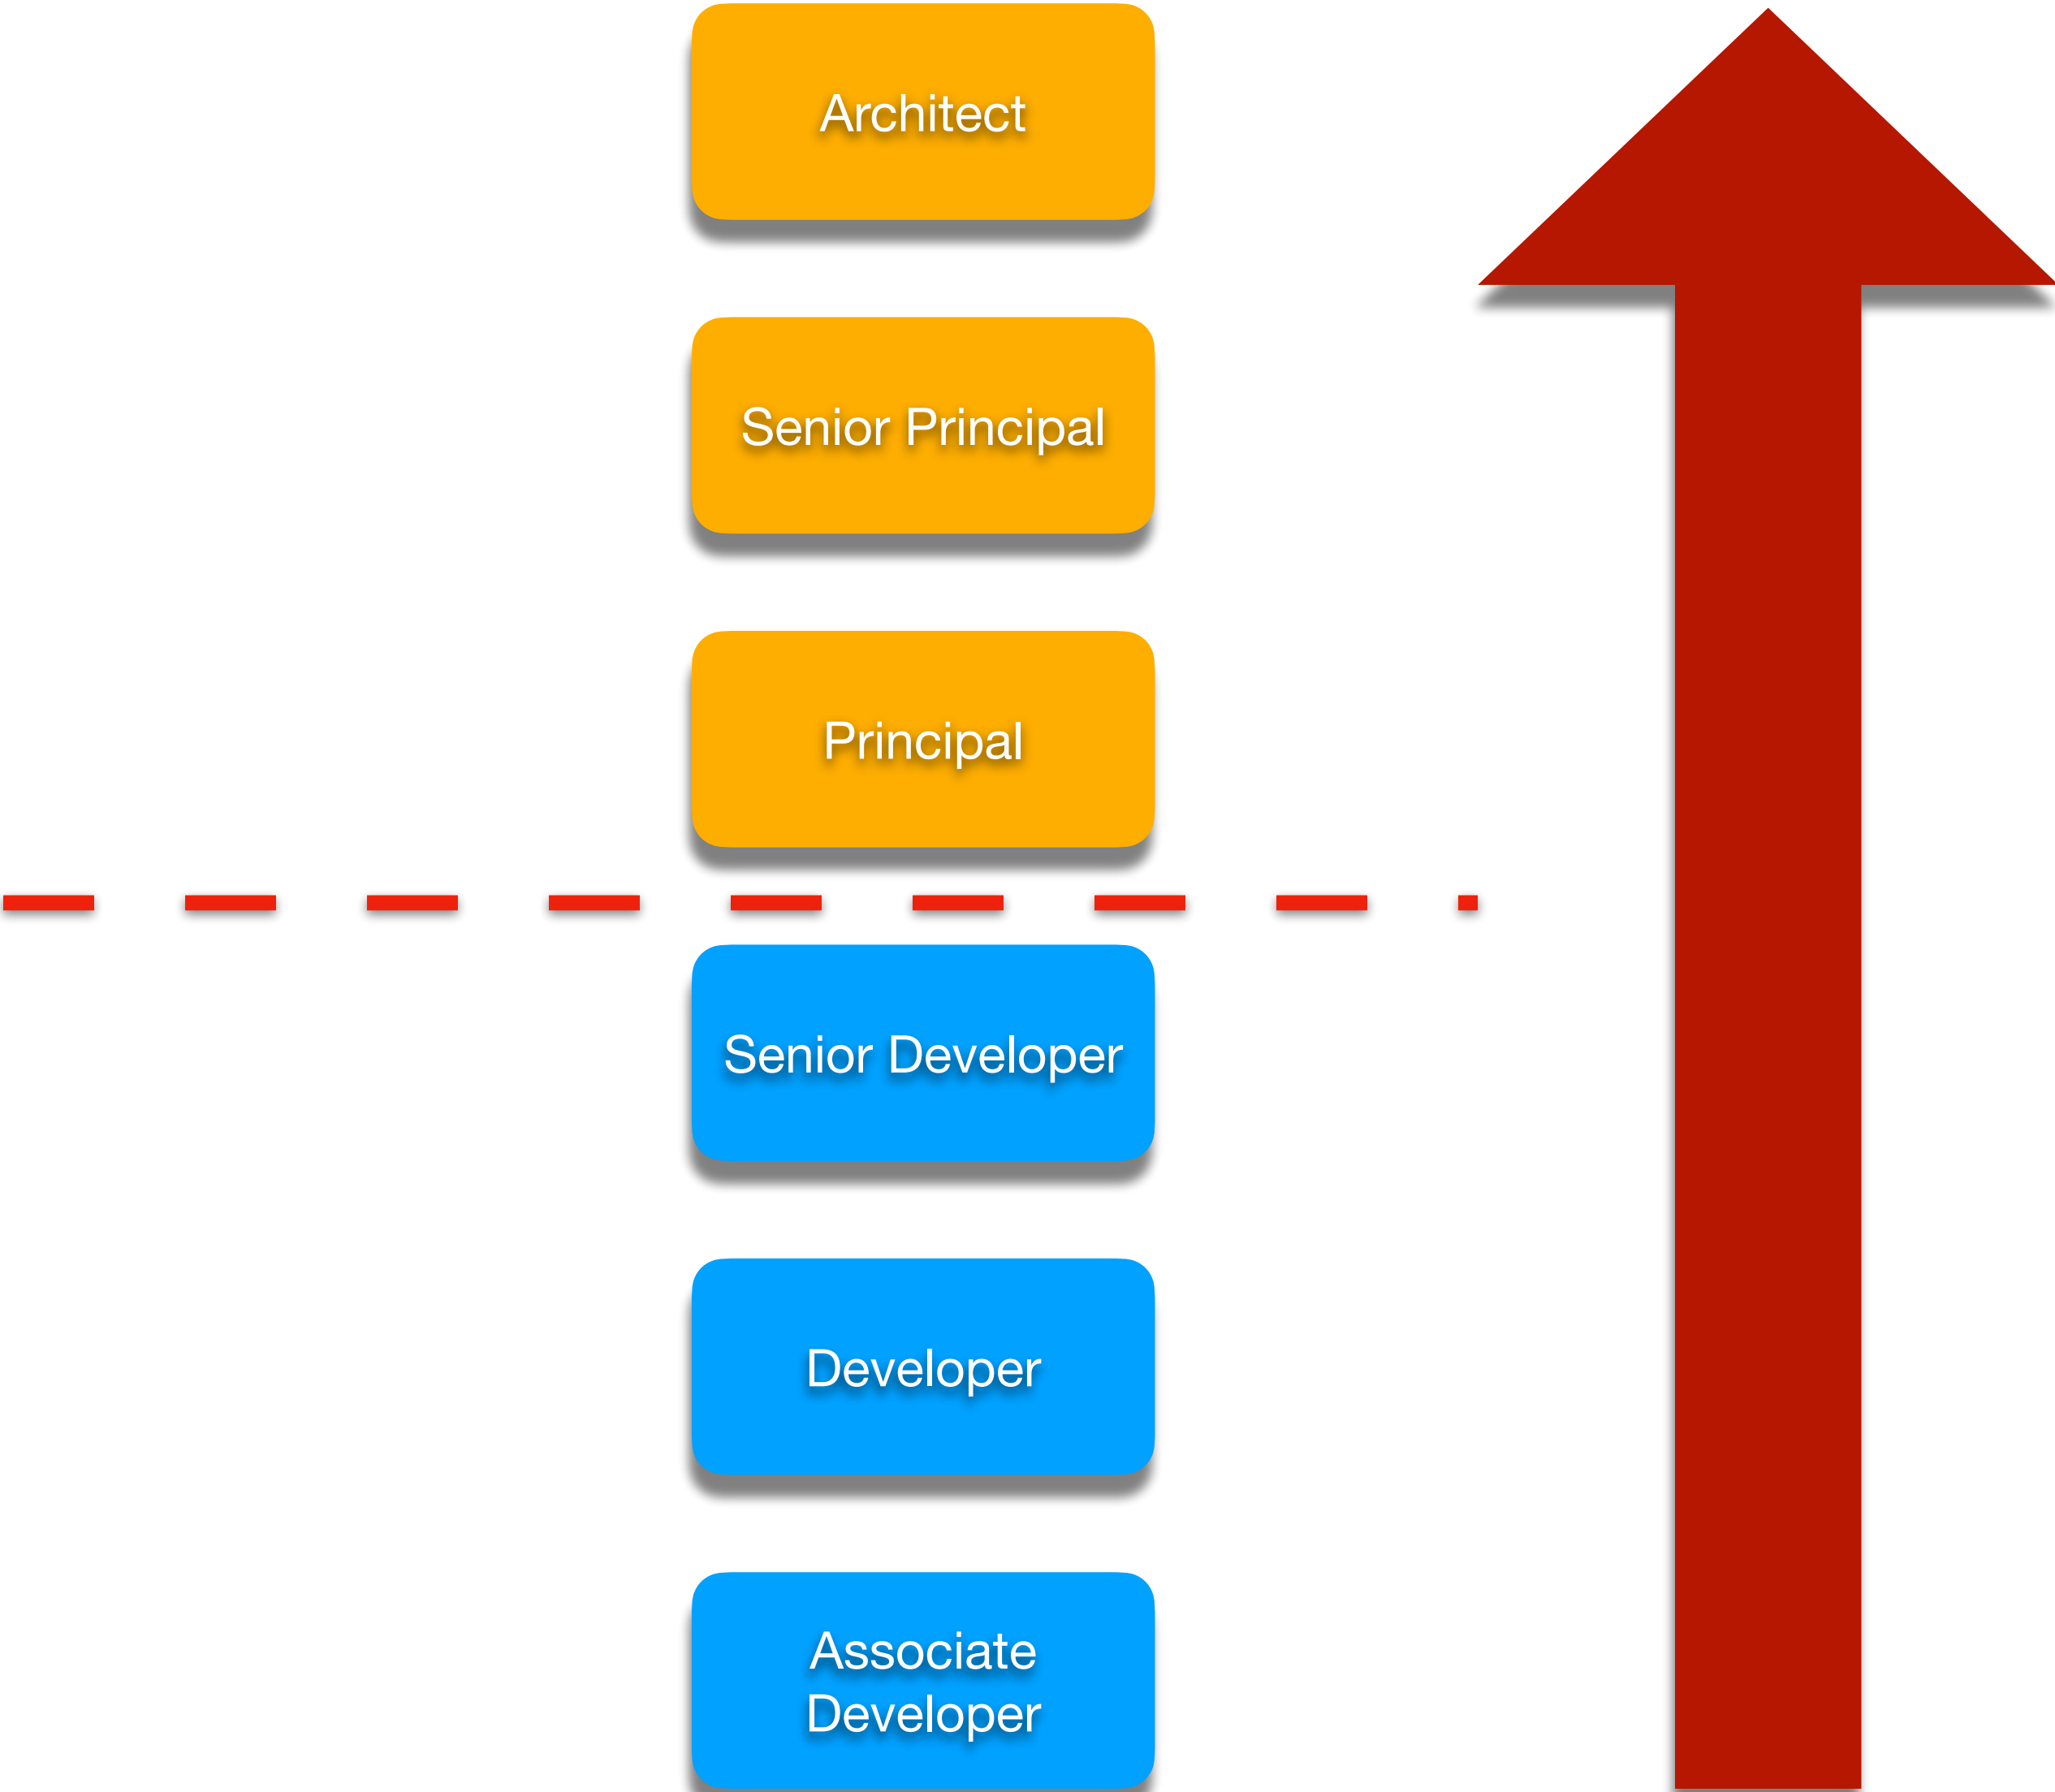 Architect
Senior Principal
Principal
Senior Developer
Developer
Associate
Developer